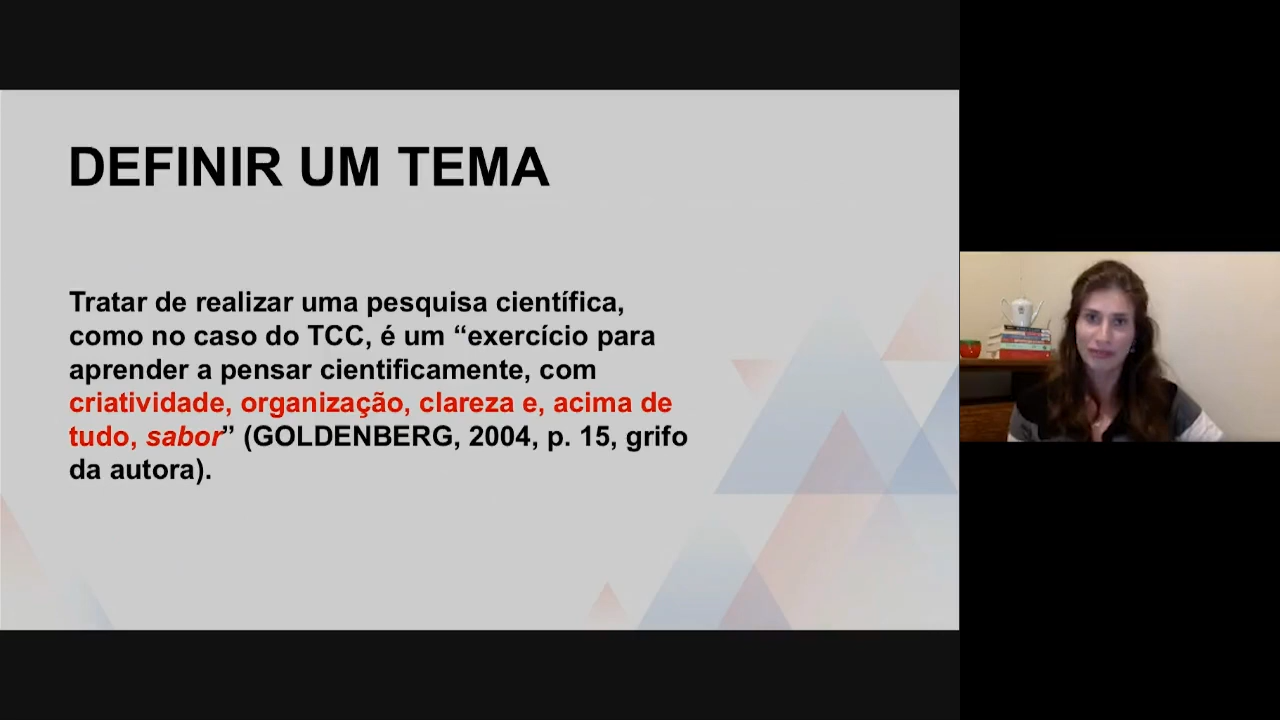 DEFINIR UM TEMA
Tratar de realizar uma pesquisa científica,
como no caso do TCC, é um “exercício para
aprender a pensar cientificamente, com
criatividade, organização, clareza e, acima de
tudo, sabor” (GOLDENBERG, 2004, p. 15, grifo
da autora).